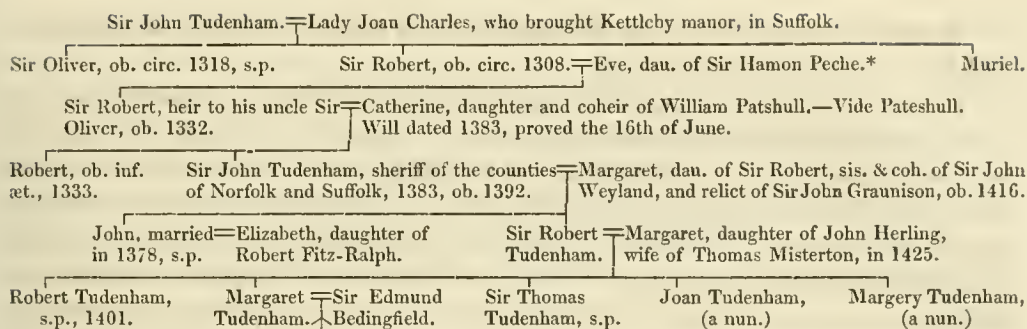 Sir John Tudenham.=Lady Joan Charles, who brought Kettleby manor, in Suffolk.
Sir Oliver, ob. circ. 1318, s.p. Sir Robert, ob. circ. 1308.=Eve, dau. of Sir Hamon Peche.* Muriel.
Sir Robert, heir to his uncle Sir=Catherine, daughter and coheir of William Patshull.—Vide Pateshull.
Oliver, ob. 1332. Will dated 1383, proved the 16th of June.
Robert, ob. inf. Sir John Tudenham, sheriff of the counties=Margaret, dau. of Sir Robert, sis. & coh. of Sir John
æt., 1333. of Norfolk and Suffolk, 1383, ob. 1392. Weyland, and relict of Sir John Graunison, ob. 1416.
John, married=Elizabeth, daughter of Sir Robert=Margaret, daughter of John Herling,
in 1378, s.p. Robert Fitz-Ralph. Tudenham. wife of Thomas Misterton, in 1425.
Robert Tudenham, Margaret=Sir Edmund Sir Thomas Joan Tudenham, Margery Tudenham,
s.p., 1401. Tudenham. Bedingfield. Tudenham, s.p. (a nun.) (a nun.)